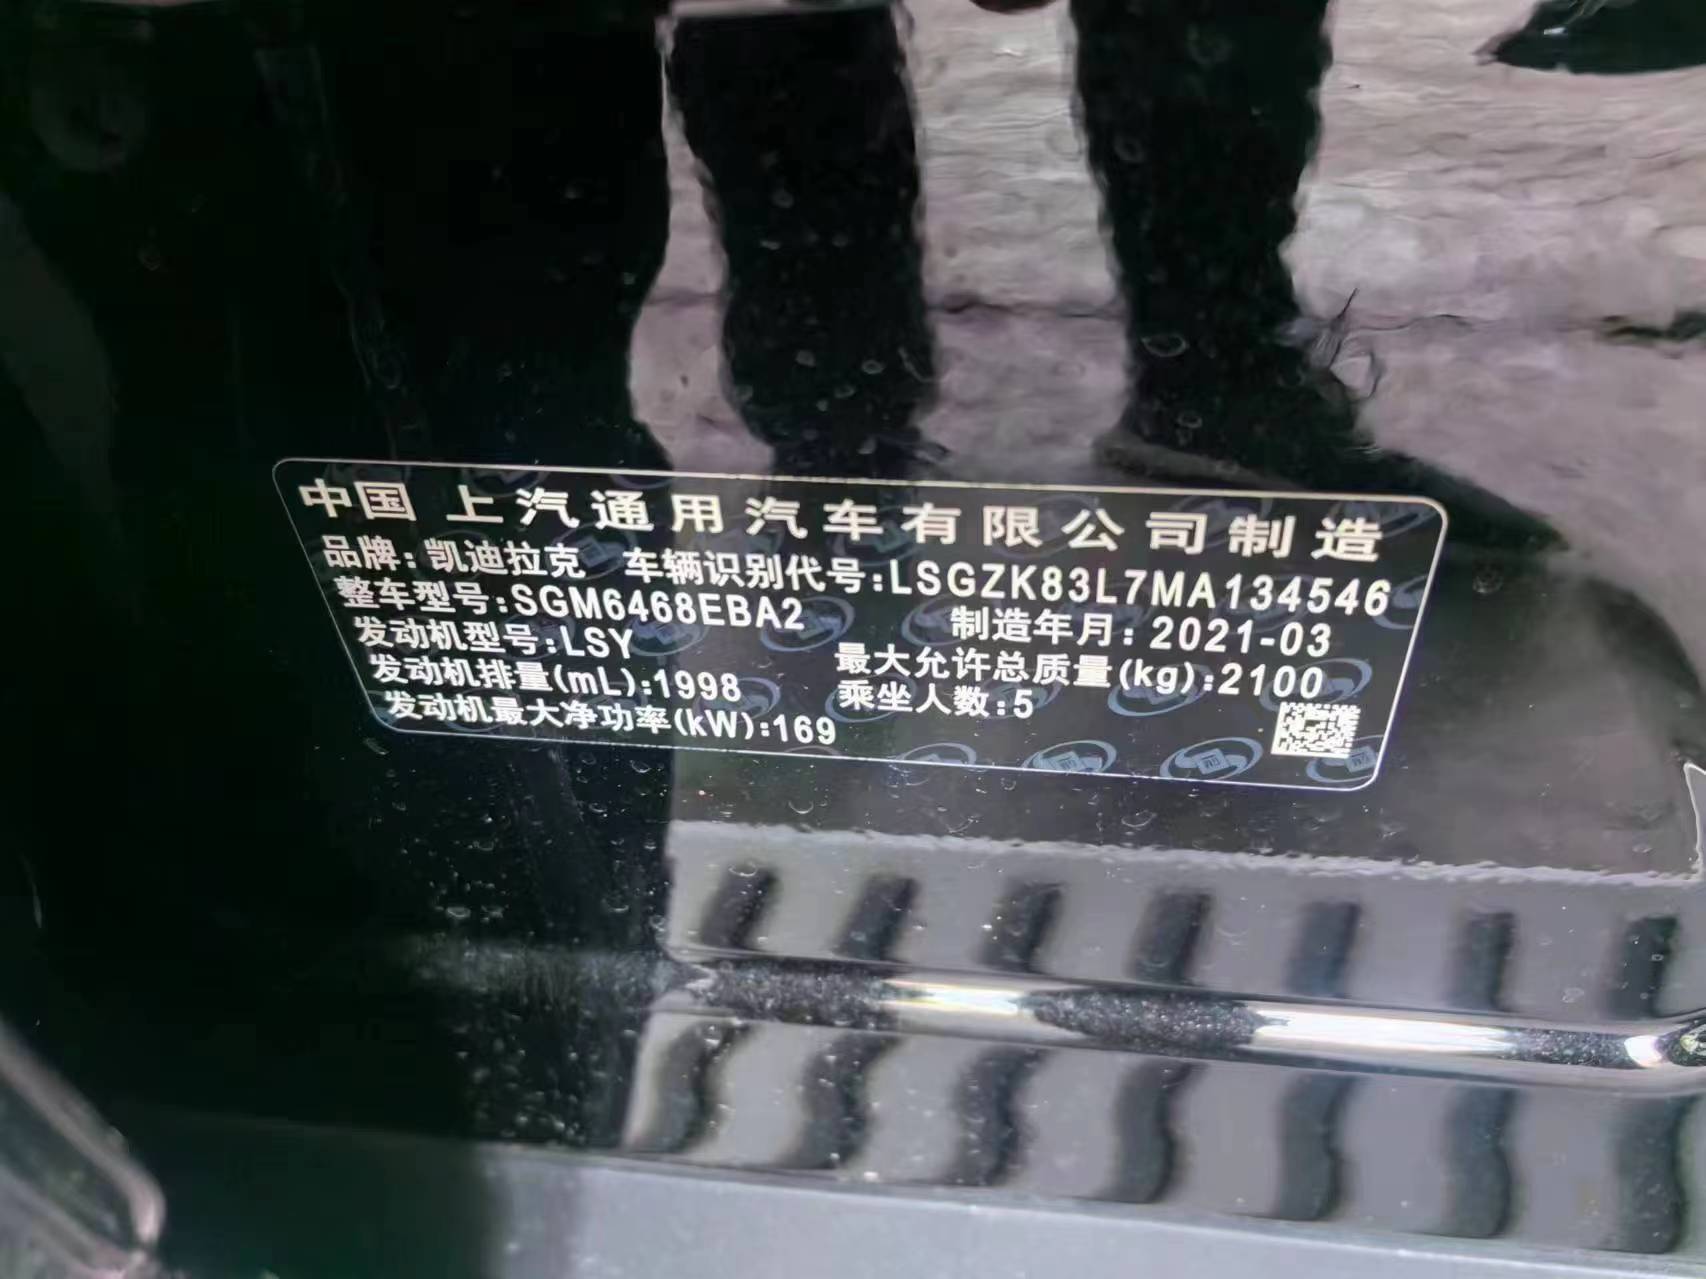 中国 上汽通用汽车有限公司制造
品牌：凯迪拉克 车辆识别代号：LSGZK83L7MA134546
整车型号：SGM6468EBA2 制造年月：2021-03
发动机型号：LSY 最大允许总质量(kg)：2100
发动机排量(mL)：1998 乘坐人数：5
发动机最大净功率(kW)：169